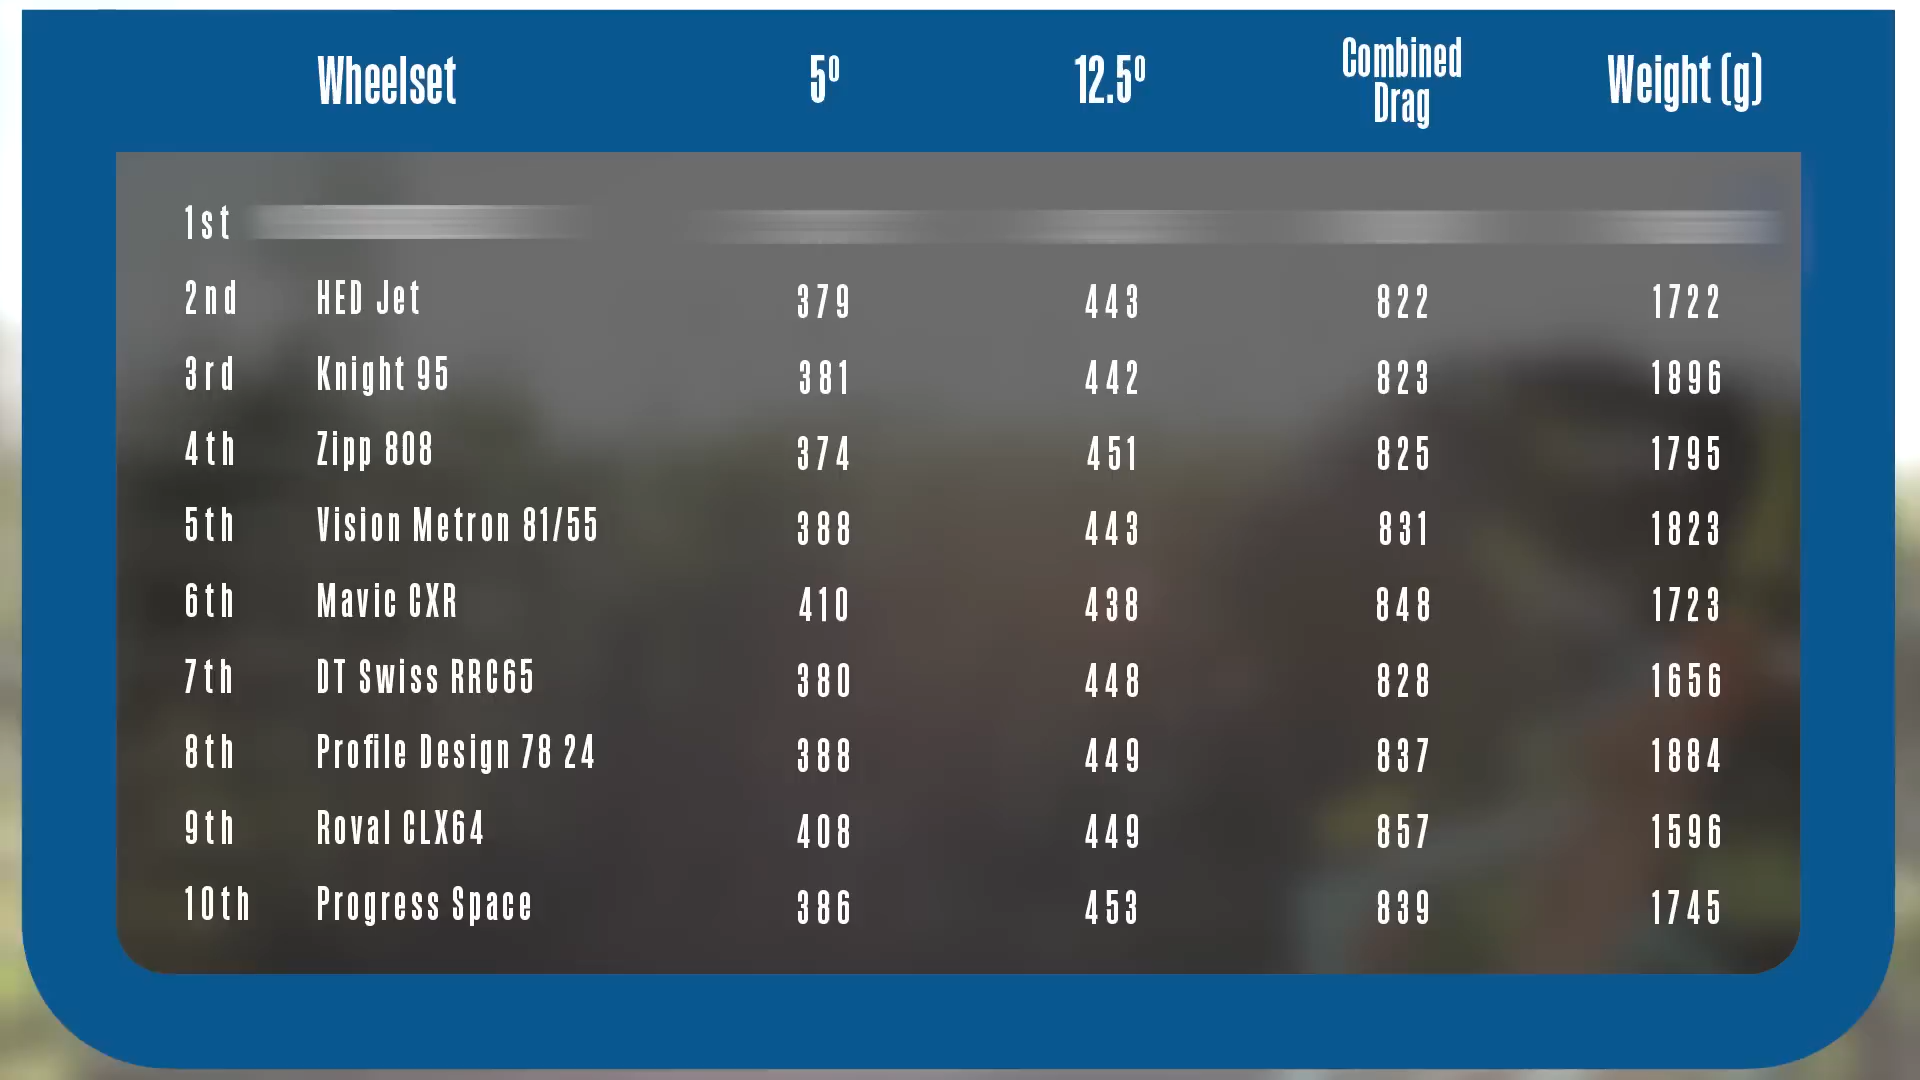 Wheelset 5º 12.5º Combined Drag Weight (g)
1st
2nd HED Jet 379 443 822 1722
3rd Knight 95 381 442 823 1896
4th Zipp 808 374 451 825 1795
5th Vision Metron 81/55 388 443 831 1823
6th Mavic CXR 410 438 848 1723
7th DT Swiss RRC65 380 448 828 1656
8th Profile Design 78 24 388 449 837 1884
9th Roval CLX64 408 449 857 1596
10th Progress Space 386 453 839 1745